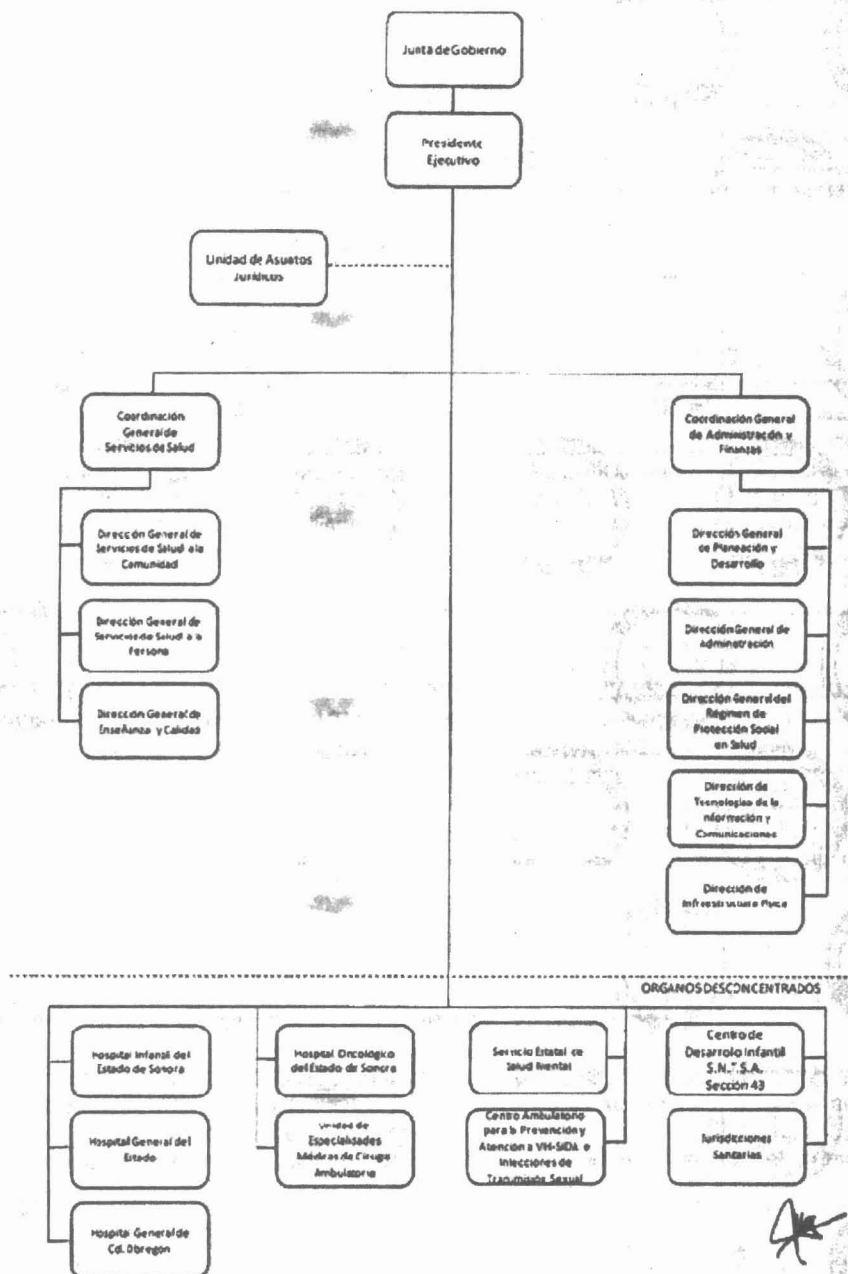 Junta de Gobierno
Presidente
Ejecutivo
Unidad de Asuntos
Jurídicos
Coordinación
General de
Servicios de Salud
Coordinación General
de Administración y
Finanzas
Dirección General de
Servicios de Salud a la
Comunidad
Dirección General de
Servicios de Salud a la
Persona
Dirección General de
Enseñanza y Calidad
Dirección General
de Planeación y
Desarrollo
Dirección General de
Administración
Dirección General del
Régimen de
Protección Social
en Salud
Dirección de
Tecnologías de la
Información y
Comunicaciones
Dirección de
Infraestructura Física
ORGANOS DESCONCENTRADOS
Hospital Infantil del
Estado de Sonora
Hospital General del
Estado
Hospital General de
Cd. Obregón
Hospital Oncológico
del Estado de Sonora
Unidad de
Especialidades
Médicas de Cirugía
Ambulatoria
Servicio Estatal de
Salud Mental
Centro Ambulatorio
para la Prevención y
Atención a VIH-SIDA e
Infecciones de
Transmisión Sexual
Centro de
Desarrollo Infantil
S.N.T.S.A.
Sección 43
Jurisdicciones
Sanitarias